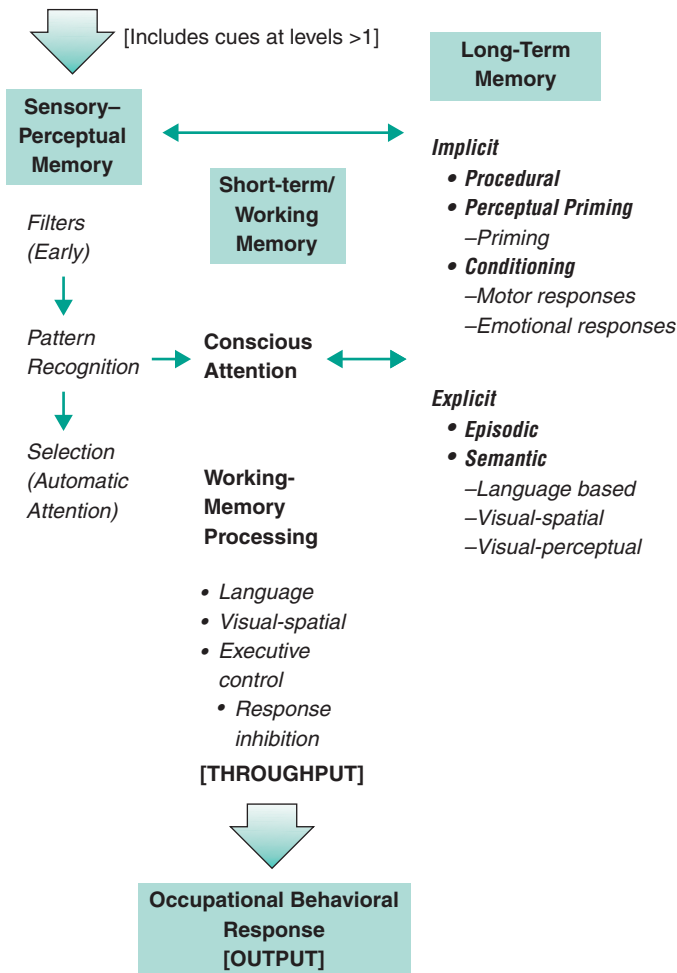 [Includes cues at levels >1]
Sensory–
Perceptual
Memory
Filters
(Early)
Pattern
Recognition
Selection
(Automatic
Attention)
Short-term/
Working
Memory
Conscious
Attention
Working-
Memory
Processing
• Language
• Visual-spatial
• Executive
control
• Response
inhibition
[THROUGHPUT]
Long-Term
Memory
Implicit
• Procedural
• Perceptual Priming
–Priming
• Conditioning
–Motor responses
–Emotional responses
Explicit
• Episodic
• Semantic
–Language based
–Visual-spatial
–Visual-perceptual
Occupational Behavioral
Response
[OUTPUT]